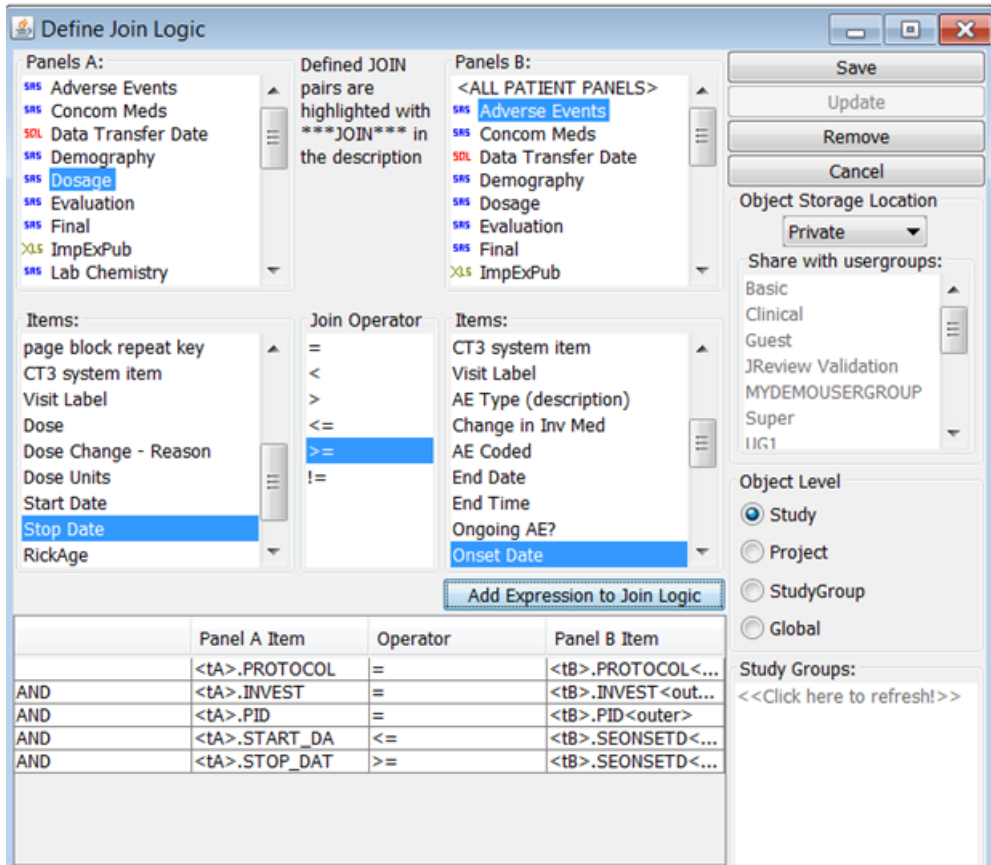 Define Join Logic
Panels A:
SAS Adverse Events
SAS Concom Meds
SQL Data Transfer Date
SAS Demography
SAS Dosage
SAS Evaluation
SAS Final
XLS ImpExPub
SAS Lab Chemistry
Defined JOIN
pairs are
highlighted with
***JOIN*** in
the description
Panels B:
<ALL PATIENT PANELS>
SAS Adverse Events
SAS Concom Meds
SQL Data Transfer Date
SAS Demography
SAS Dosage
SAS Evaluation
SAS Final
XLS ImpExPub
Save
Update
Remove
Cancel
Object Storage Location
Private
Share with usergroups:
Basic
Clinical
Guest
JReview Validation
MYDEMOUSERGROUP
Super
UG1
Items:
page block repeat key
CT3 system item
Visit Label
Dose
Dose Change - Reason
Dose Units
Start Date
Stop Date
RickAge
Join Operator
=
<
>
<=
>=
!=
Items:
CT3 system item
Visit Label
AE Type (description)
Change in Inv Med
AE Coded
End Date
End Time
Ongoing AE?
Onset Date
Object Level
Study
Project
StudyGroup
Global
Add Expression to Join Logic
Panel A Item Operator Panel B Item
<tA>.PROTOCOL = <tB>.PROTOCOL<...
AND <tA>.INVEST = <tB>.INVEST<out...
AND <tA>.PID = <tB>.PID<outer>
AND <tA>.START_DA <= <tB>.SEONSETD<...
AND <tA>.STOP_DAT >= <tB>.SEONSETD<...
Study Groups:
<<Click here to refresh!>>